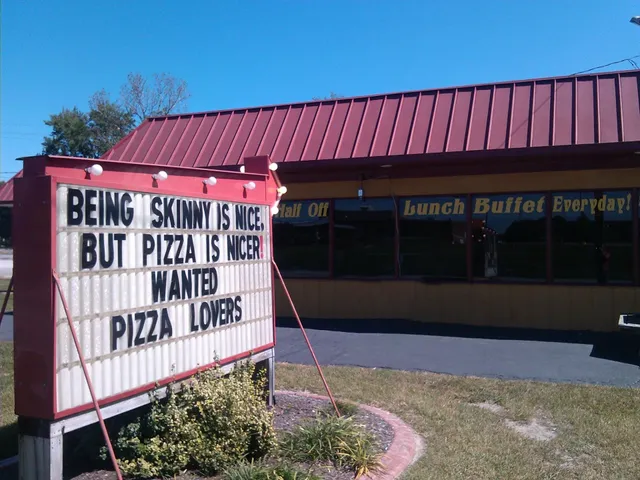 BEING SKINNY IS NICE,
BUT PIZZA IS NICER!
WANTED
PIZZA LOVERS
Half Off Lunch Buffet Everyday!